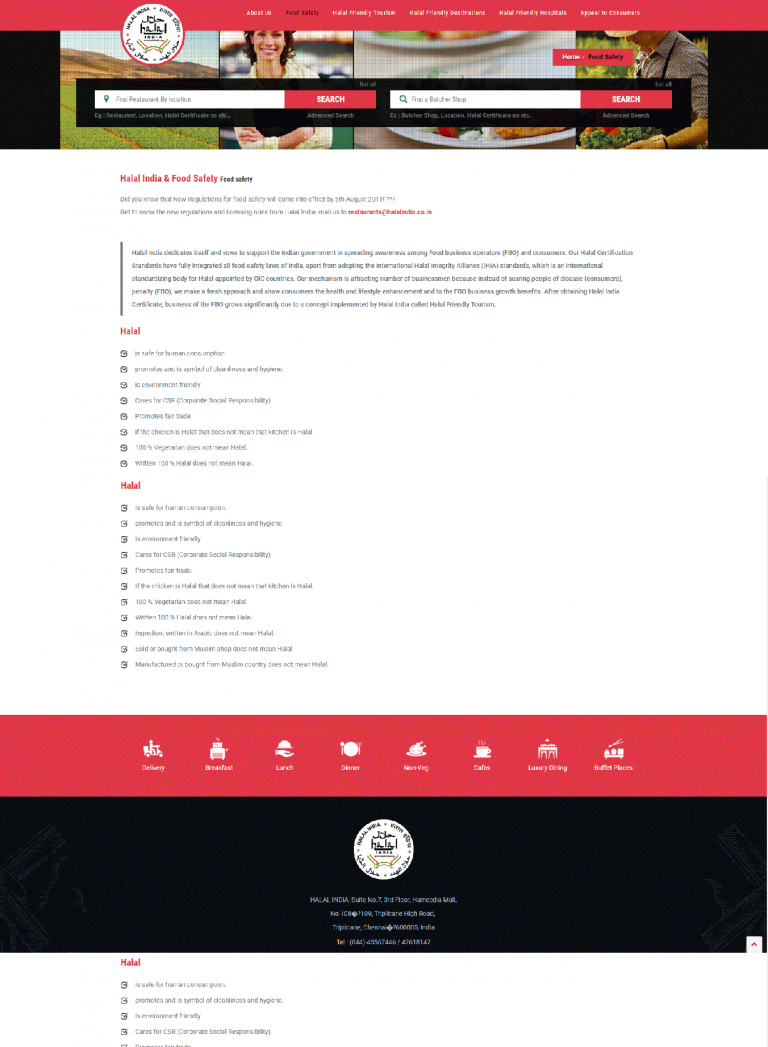 About Us Food Safety Halal Friendly Tourism Halal Friendly Destinations Halal Friendly Hospitals Appeal to Consumers
HALAL INDIA
halal
INDIA
Home - Food Safety
list all list all
Find Restaurant By location SEARCH Find a Butcher Shop SEARCH
Eg : Restaurant, Location, Halal Certificate no etc.. Advanced Search Ex : Butcher Shop, Location, Halal Certificate no etc.. Advanced Search
Halal India & Food Safety Food safety
Did you know that New Regulations for food safety will come into effect by 5th August 2011!???
Get to know the new regulations and licensing rules from Halal India- mail us to restaurants@halalindia.co.in
Halal India dedicates itself and vows to support the Indian government in spreading awareness among Food business operators (FBO) and consumers. Our Halal Certification
Standards have fully integrated all food safety laws of India, apart from adopting the International Halal Integrity Alliance (IHIA) standards, which is an International
standardizing body for Halal appointed by OIC countries. Our mechanism is attracting number of businessmen because instead of scaring people of disease (consumers),
penalty (FBO), we make a fresh approach and show consumers the health and lifestyle enhancement and to the FBO business growth benefits. After obtaining Halal India
Certificate, business of the FBO grows significantly due to a concept implemented by Halal India called Halal Friendly Tourism.
Halal
is safe for human consumption.
promotes and is symbol of cleanliness and hygiene.
Is environment friendly
Cares for CSR (Corporate Social Responsibility)
Promotes fair trade.
If the chicken is Halal that does not mean that kitchen is Halal.
100 % Vegetarian does not mean Halal.
Written 100 % Halal does not mean Halal.
Halal
is safe for human consumption.
promotes and is symbol of cleanliness and hygiene.
Is environment friendly
Cares for CSR (Corporate Social Responsibility)
Promotes fair trade.
If the chicken is Halal that does not mean that kitchen is Halal.
100 % Vegetarian does not mean Halal.
Written 100 % Halal does not mean Halal.
Ingredient written in Arabic does not mean Halal.
Sold or bought from Muslim shop does not mean Halal.
Manufactured or bought from Muslim country does not mean Halal.
Delivery Breakfast Lunch Dinner Non-Veg Cafes Luxury Dining Buffet Places
HALAL INDIA
halal
INDIA
HALAL INDIA, Suite No.7, 3rd Floor, Hameedia Mall,
No.108�?109, Triplicane High Road,
Triplicane, Chennai�?600005, India
Tel : (044)-43567446 / 42618147
Halal
is safe for human consumption.
promotes and is symbol of cleanliness and hygiene.
Is environment friendly
Cares for CSR (Corporate Social Responsibility)
Promotes fair trade.